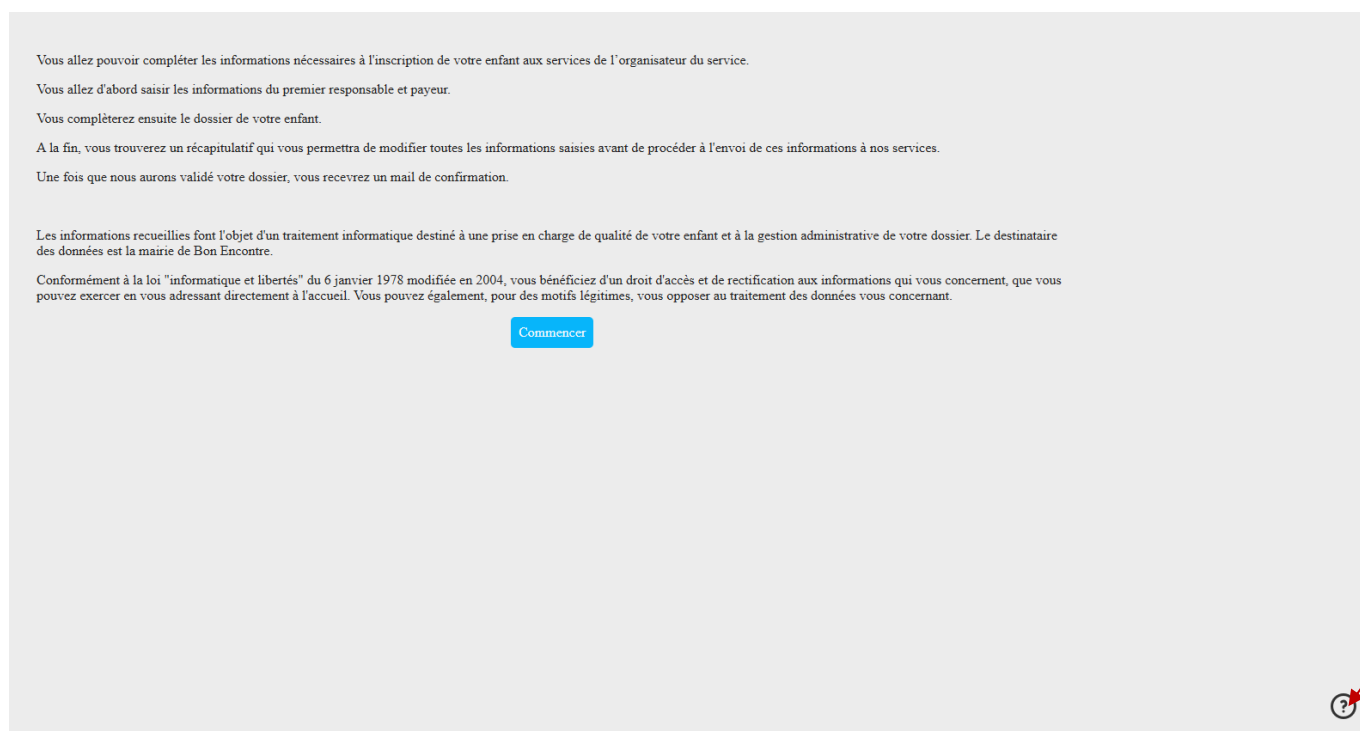 Vous allez pouvoir compléter les informations nécessaires à l'inscription de votre enfant aux services de l’organisateur du service.
Vous allez d'abord saisir les informations du premier responsable et payeur.
Vous complèterez ensuite le dossier de votre enfant.
A la fin, vous trouverez un récapitulatif qui vous permettra de modifier toutes les informations saisies avant de procéder à l'envoi de ces informations à nos services.
Une fois que nous aurons validé votre dossier, vous recevrez un mail de confirmation.
Les informations recueillies font l'objet d'un traitement informatique destiné à une prise en charge de qualité de votre enfant et à la gestion administrative de votre dossier. Le destinataire
des données est la mairie de Bon Encontre.
Conformément à la loi "informatique et libertés" du 6 janvier 1978 modifiée en 2004, vous bénéficiez d'un droit d'accès et de rectification aux informations qui vous concernent, que vous
pouvez exercer en vous adressant directement à l'accueil. Vous pouvez également, pour des motifs légitimes, vous opposer au traitement des données vous concernant.
Commencer
?